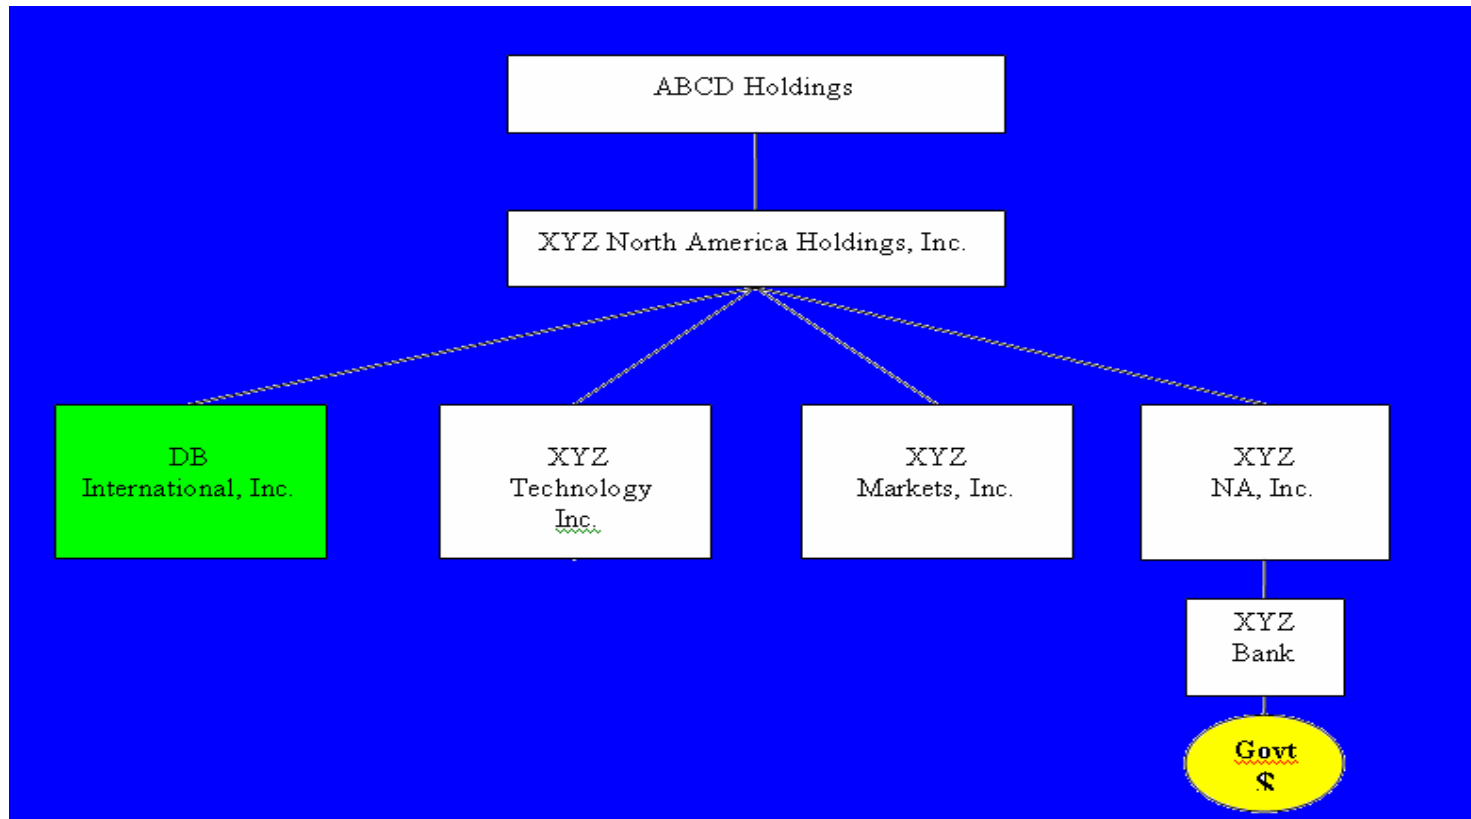 ABCD Holdings
XYZ North America Holdings, Inc.
DB
International, Inc.
XYZ
Technology
Inc.
XYZ
Markets, Inc.
XYZ
NA, Inc.
XYZ
Bank
Govt
$